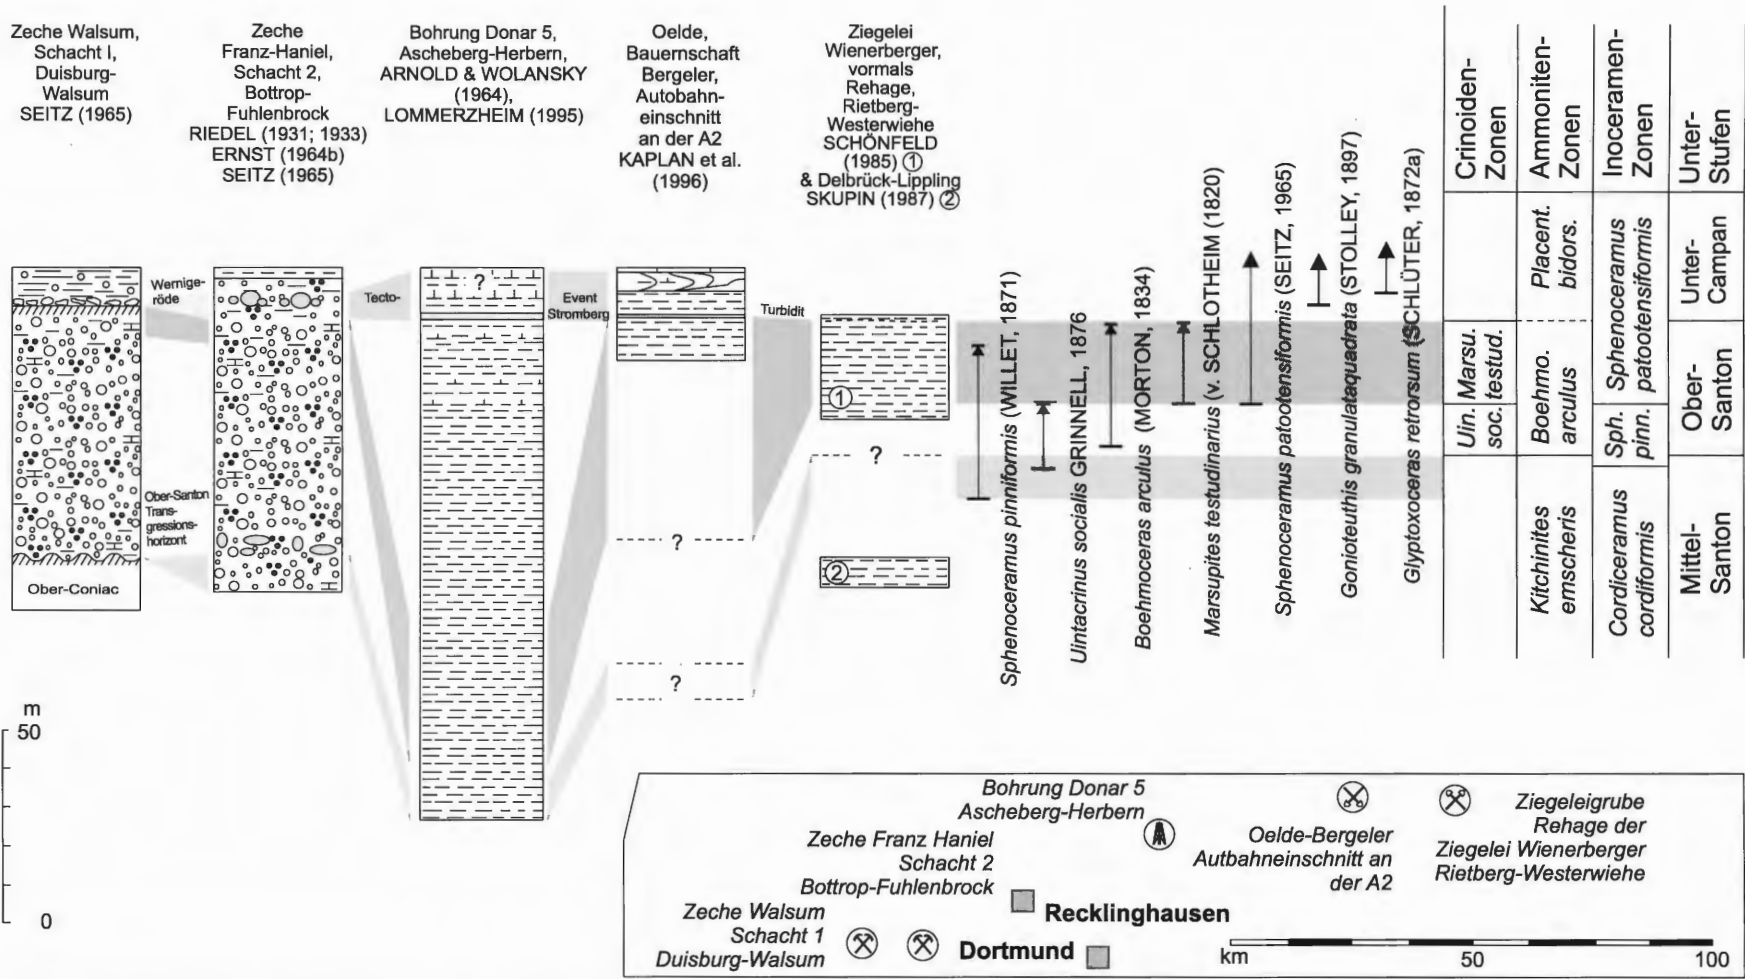 Zeche Walsum,
Schacht I,
Duisburg-
Walsum
SEITZ (1965)
Zeche
Franz-Haniel,
Schacht 2,
Bottrop-
Fuhlenbrock
RIEDEL (1931; 1933)
ERNST (1964b)
SEITZ (1965)
Bohrung Donar 5,
Ascheberg-Herbern,
ARNOLD & WOLANSKY
(1964),
LOMMERZHEIM (1995)
Oelde,
Bauernschaft
Bergeler,
Autobahn-
einschnitt
an der A2
KAPLAN et al.
(1996)
Ziegelei
Wienerberger,
vormals
Rehage,
Rietberg-
Westerwiehe
SCHÖNFELD
(1985) ①
& Delbrück-Lippling
SKUPIN (1987) ②
Wernige-
röde
Tecto-
Event
Stromberg
Turbidit
Ober-Santon
Trans-
gressions-
horizont
Ober-Coniac
?
?
?
①
?
②
Sphenoceramus pinniformis (WILLET, 1871)
Uintacrinus socialis GRINNELL, 1876
Boehmoceras arculus (MORTON, 1834)
Marsupites testudinarius (v. SCHLOTHEIM (1820)
Sphenoceramus patootensiformis (SEITZ, 1965)
Gonioteuthis granulataquadrata (STOLLEY, 1897)
Glyptoxoceras retrorsum (SCHLÜTER, 1872a)
Crinoiden-
Zonen
Ammoniten-
Zonen
Inoceramen-
Zonen
Unter-
Stufen
Placent.
bidors.
Sphenoceramus
patootensiformis
Unter-
Campan
Marsu.
testud.
Uin.
soc.
Boehmo.
arculus
Sph.
pinn.
Ober-
Santon
Kitchinites
emscheris
Cordiceramus
cordiformis
Mittel-
Santon
m
50
0
Bohrung Donar 5
Ascheberg-Herbern
Zeche Franz Haniel
Schacht 2
Bottrop-Fuhlenbrock
Zeche Walsum
Schacht 1
Duisburg-Walsum
Oelde-Bergeler
Autbahneinschnitt an
der A2
Ziegeleigrube
Rehage der
Ziegelei Wienerberger
Rietberg-Westerwiehe
Recklinghausen
Dortmund
km
50
100